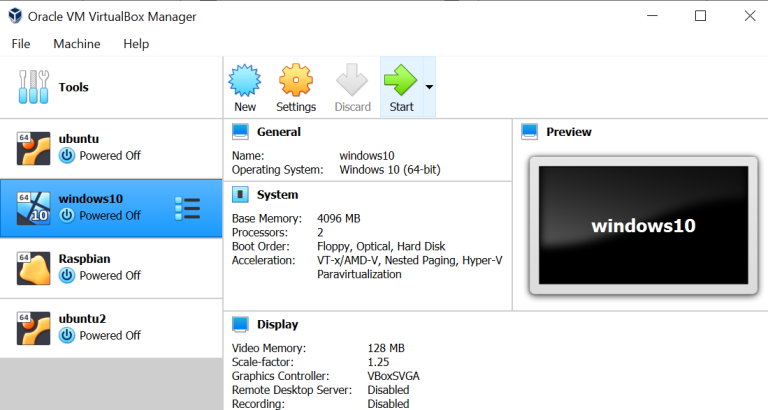 Oracle VM VirtualBox Manager
File Machine Help
Tools
New Settings Discard Start
64
ubuntu
Powered Off
64
10
windows10
Powered Off
64
Raspbian
Powered Off
64
ubuntu2
Powered Off
General
Name: windows10
Operating System: Windows 10 (64-bit)
System
Base Memory: 4096 MB
Processors: 2
Boot Order: Floppy, Optical, Hard Disk
Acceleration: VT-x/AMD-V, Nested Paging, Hyper-V
Paravirtualization
Display
Video Memory: 128 MB
Scale-factor: 1.25
Graphics Controller: VBoxSVGA
Remote Desktop Server: Disabled
Recording: Disabled
Preview
windows10